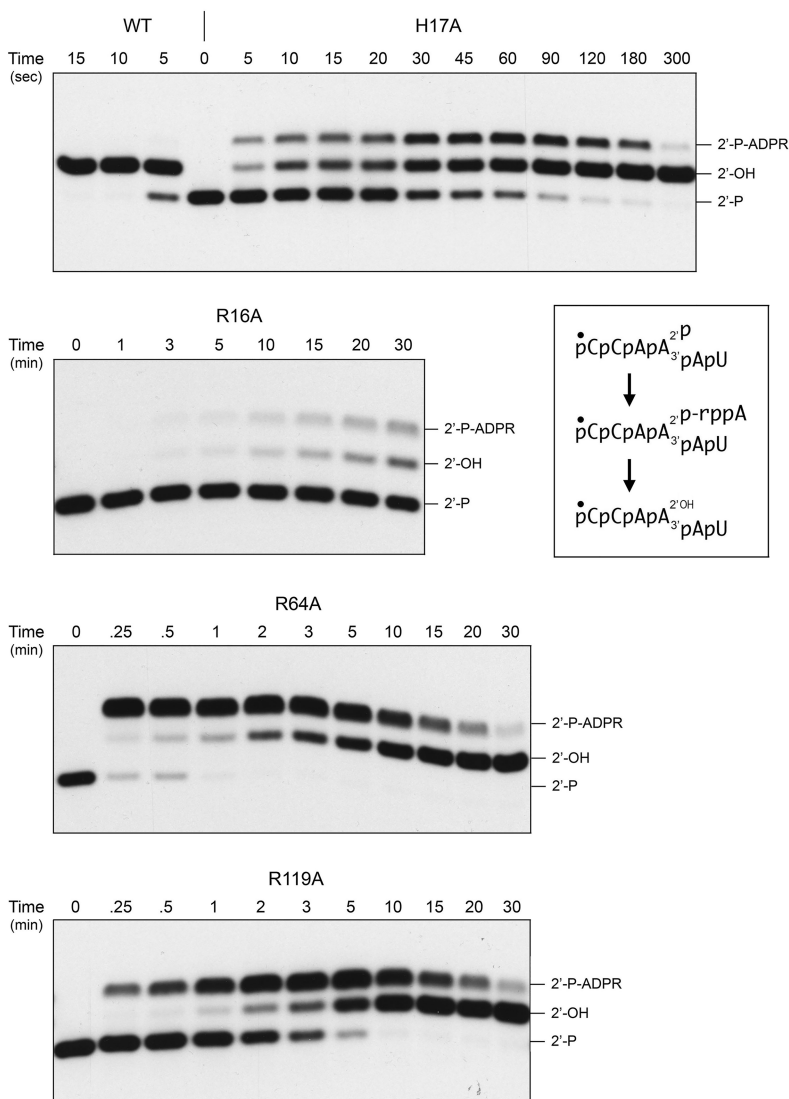 WT H17A
Time 15 10 5 0 5 10 15 20 30 45 60 90 120 180 300
(sec)
2'-P-ADPR
2'-OH
2'-P
R16A
Time 0 1 3 5 10 15 20 30
(min)
2'-P-ADPR
2'-OH
2'-P
pCpCpApA 2' p
3' pApU
pCpCpApA 2' p-rppA
3' pApU
pCpCpApA 2'OH
3' pApU
R64A
Time 0 .25 .5 1 2 3 5 10 15 20 30
(min)
2'-P-ADPR
2'-OH
2'-P
R119A
Time 0 .25 .5 1 2 3 5 10 15 20 30
(min)
2'-P-ADPR
2'-OH
2'-P